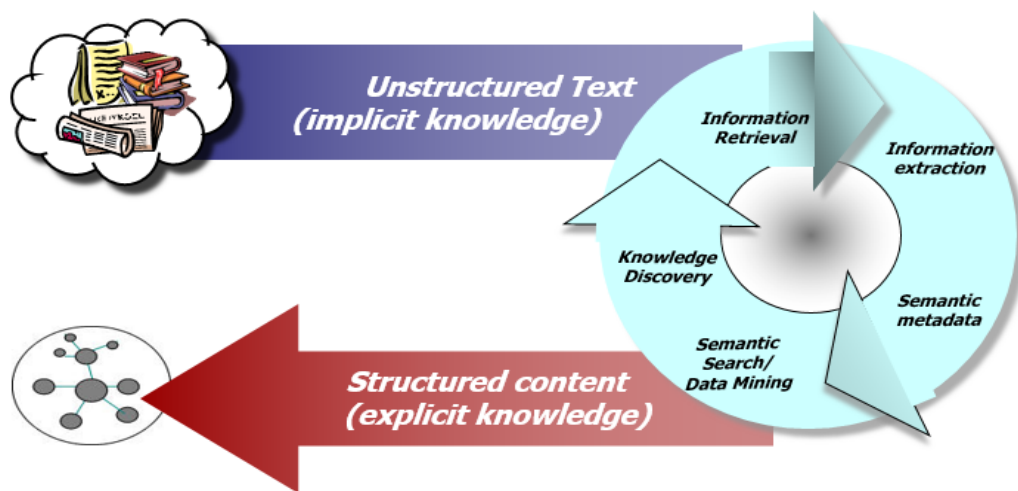 Unstructured Text
(implicit knowledge)
Information
Retrieval
Information
extraction
Knowledge
Discovery
Semantic
metadata
Semantic
Search/
Data Mining
Structured content
(explicit knowledge)